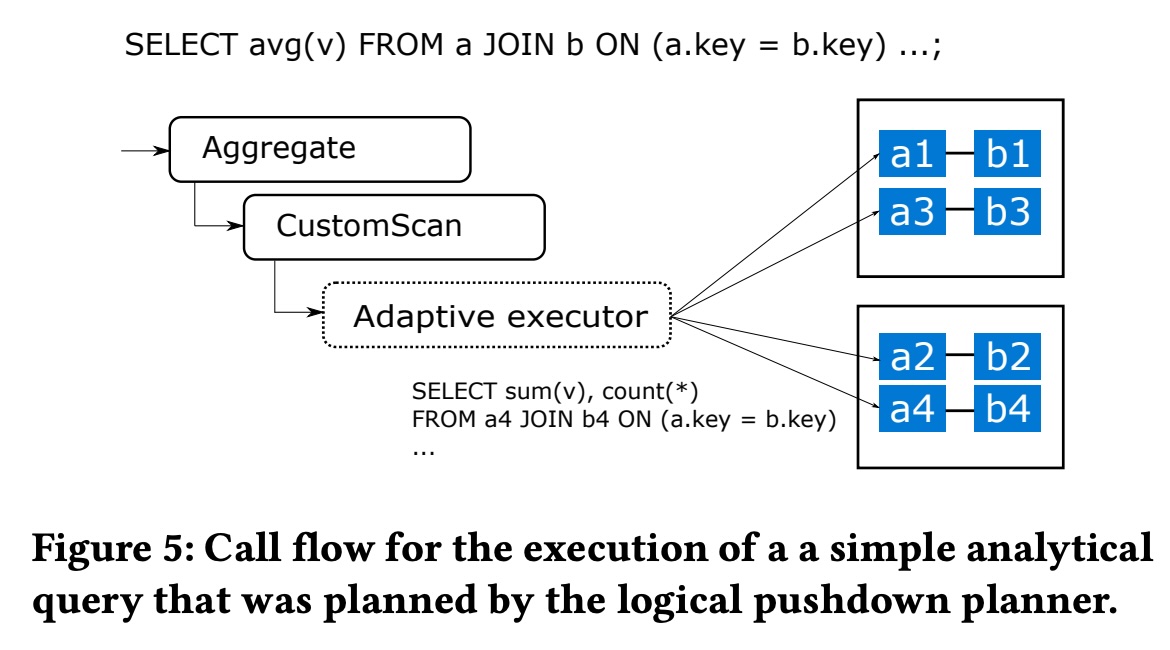 SELECT avg(v) FROM a JOIN b ON (a.key = b.key) ...;
Aggregate
CustomScan
Adaptive executor
SELECT sum(v), count(*)
FROM a4 JOIN b4 ON (a.key = b.key)
...
a1 b1
a3 b3
a2 b2
a4 b4
Figure 5: Call flow for the execution of a a simple analytical
query that was planned by the logical pushdown planner.